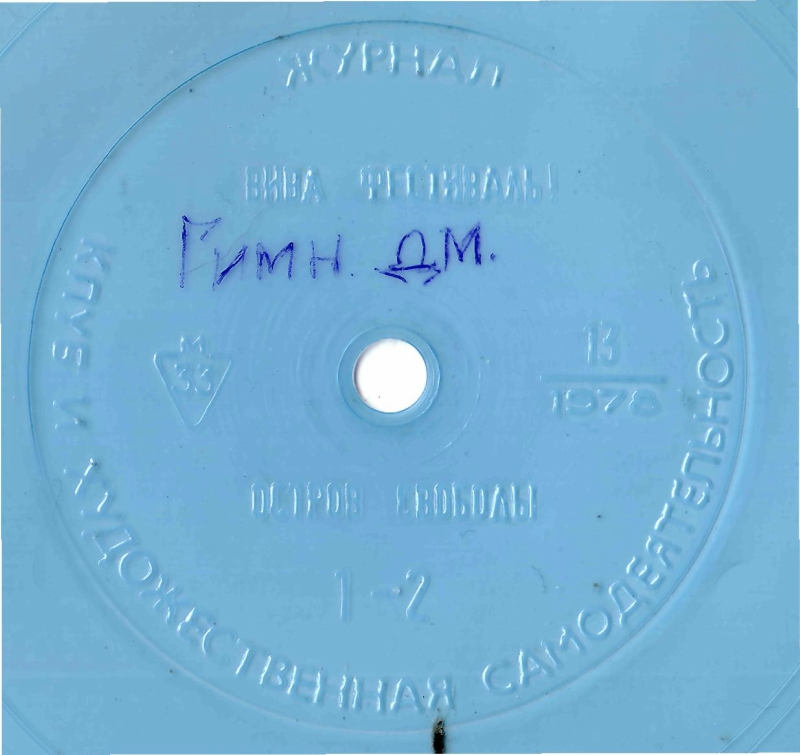 ЖУРНАЛ
ВИВА ФЕСТИВАЛЬ!
Гимн. ДМ.
М
33
13
1978
ОСТРОВ СВОБОДЫ
1-2
КЛУБ И ХУДОЖЕСТВЕННАЯ САМОДЕЯТЕЛЬНОСТЬ